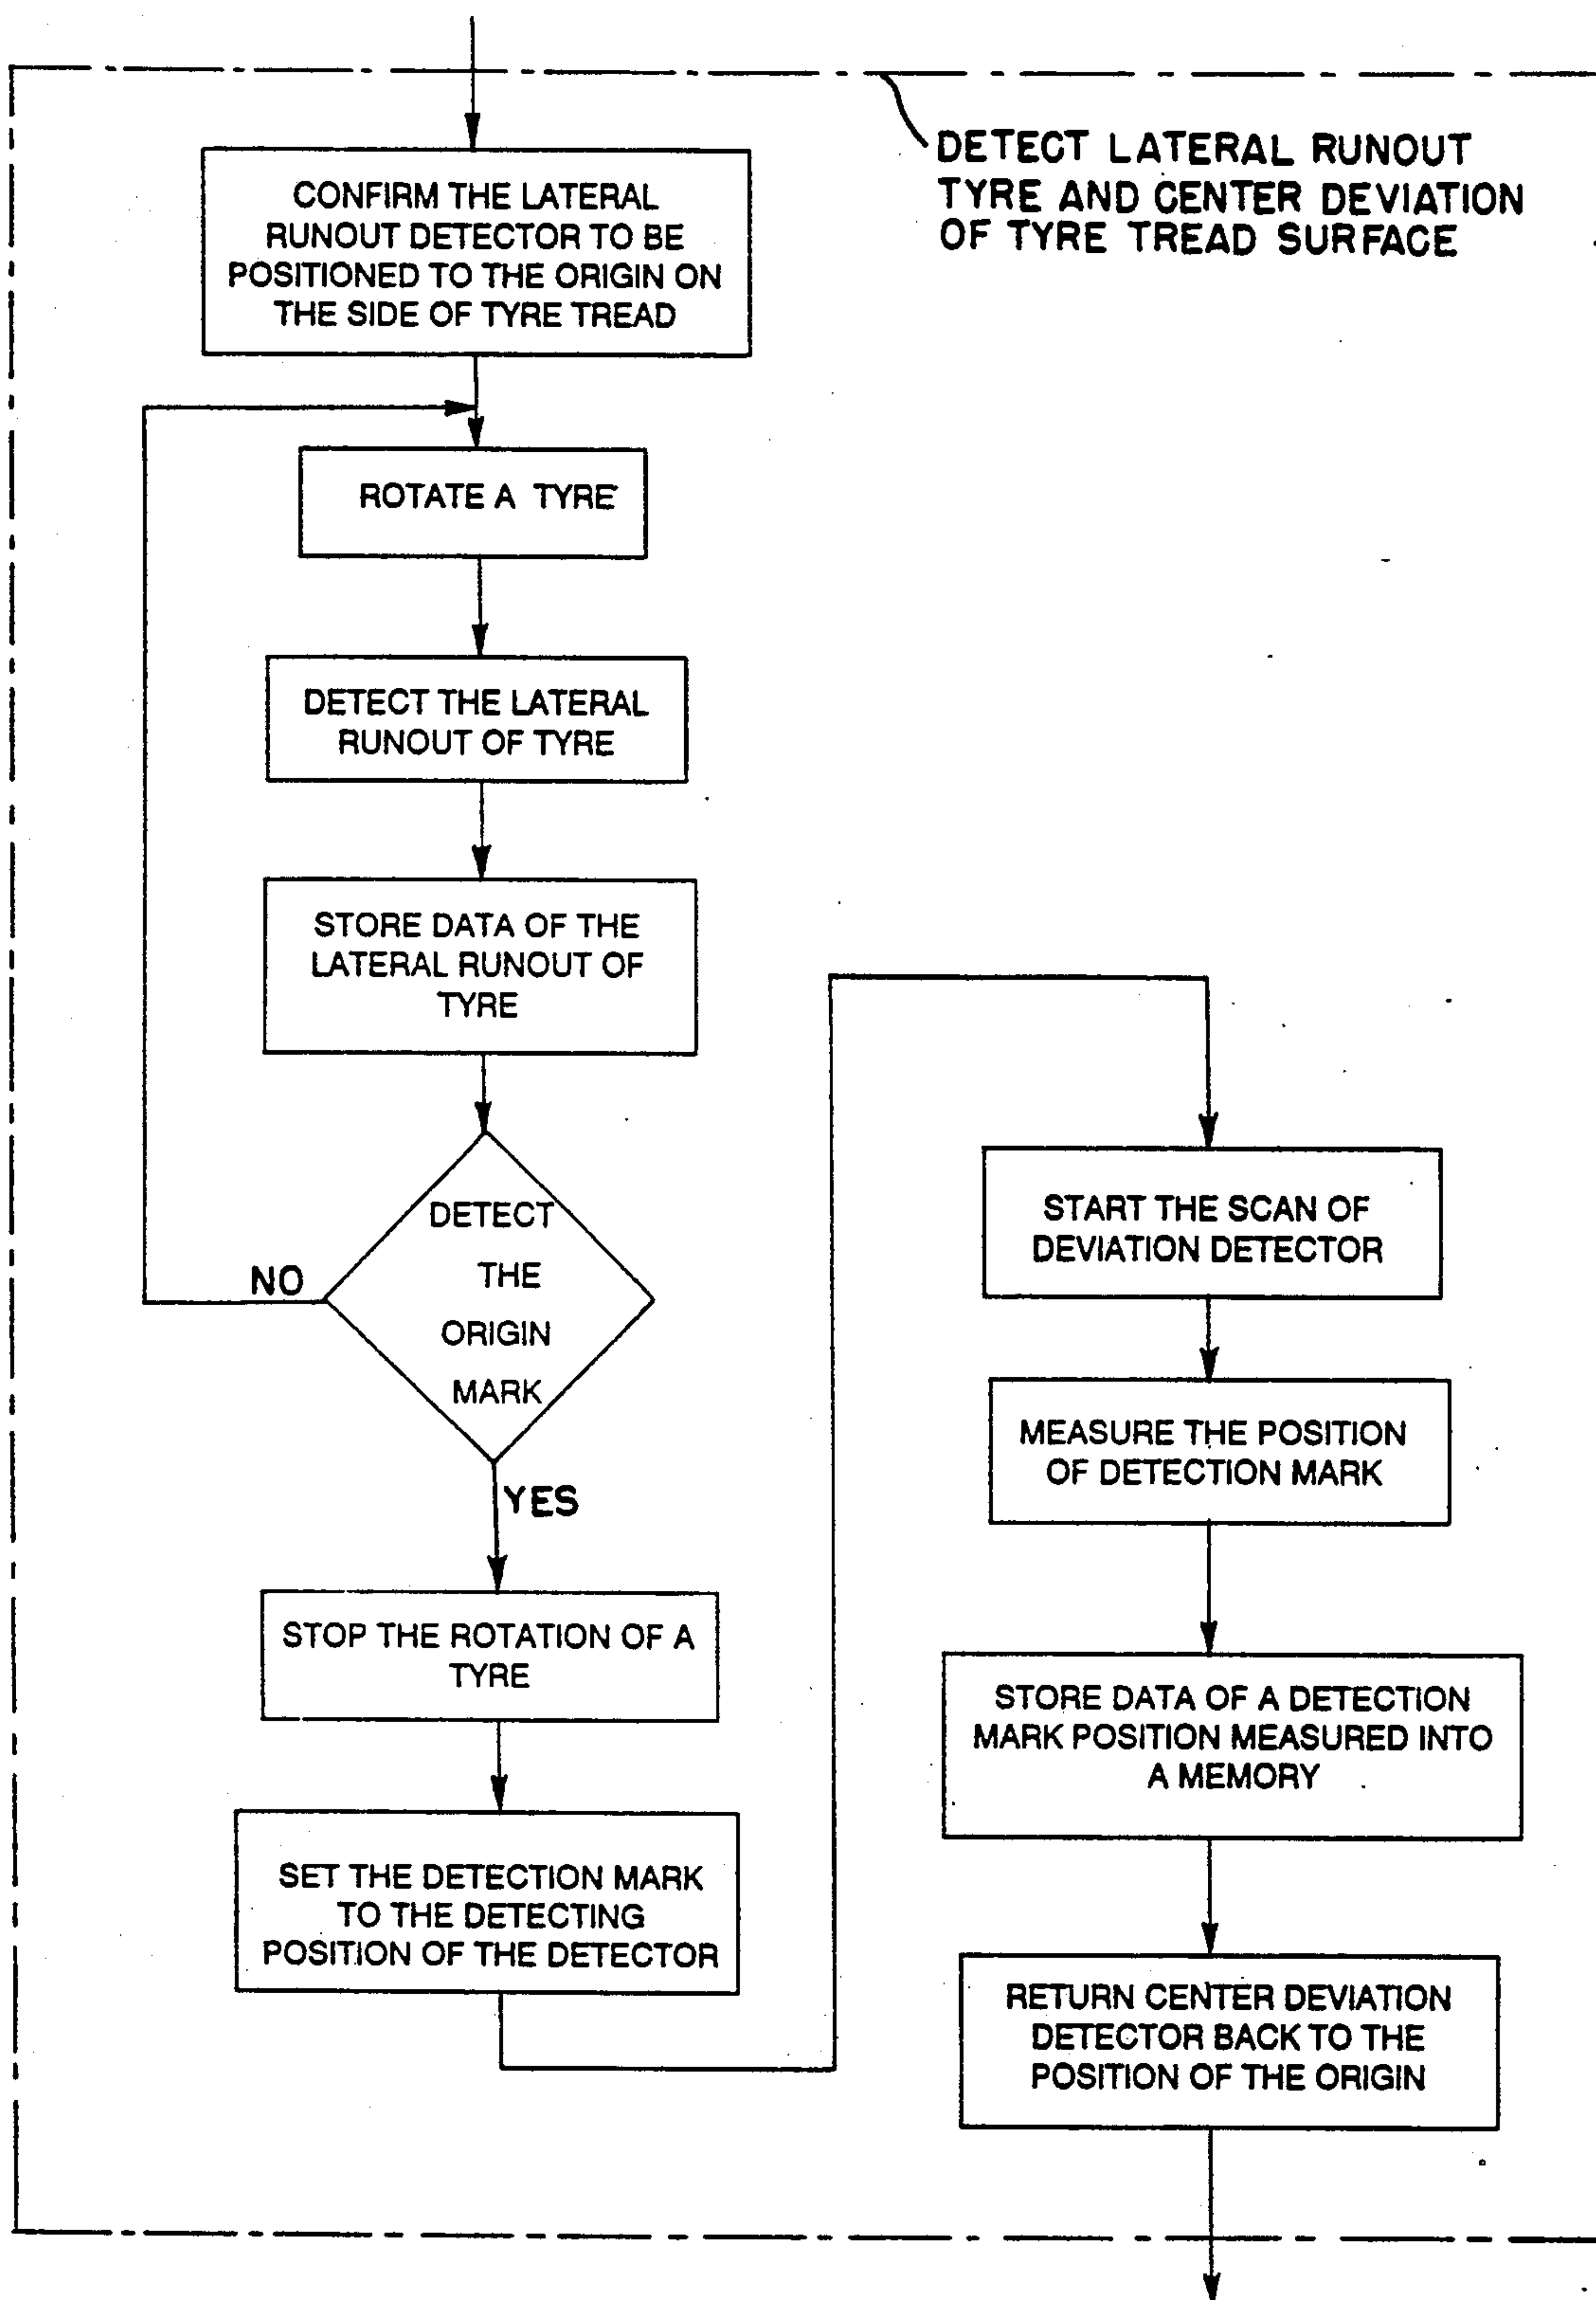 DETECT LATERAL RUNOUT
TYRE AND CENTER DEVIATION
OF TYRE TREAD SURFACE
CONFIRM THE LATERAL
RUNOUT DETECTOR TO BE
POSITIONED TO THE ORIGIN ON
THE SIDE OF TYRE TREAD
ROTATE A TYRE
DETECT THE LATERAL
RUNOUT OF TYRE
STORE DATA OF THE
LATERAL RUNOUT OF
TYRE
DETECT
THE
ORIGIN
MARK
NO
YES
STOP THE ROTATION OF A
TYRE
SET THE DETECTION MARK
TO THE DETECTING
POSITION OF THE DETECTOR
START THE SCAN OF
DEVIATION DETECTOR
MEASURE THE POSITION
OF DETECTION MARK
STORE DATA OF A DETECTION
MARK POSITION MEASURED INTO
A MEMORY
RETURN CENTER DEVIATION
DETECTOR BACK TO THE
POSITION OF THE ORIGIN